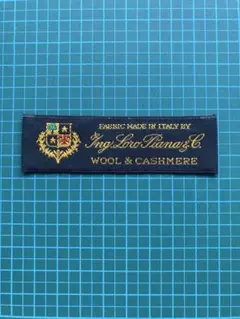 FABRIC MADE IN ITALY BY
Ing. Loro Piana & C.
WOOL & CASHMERE